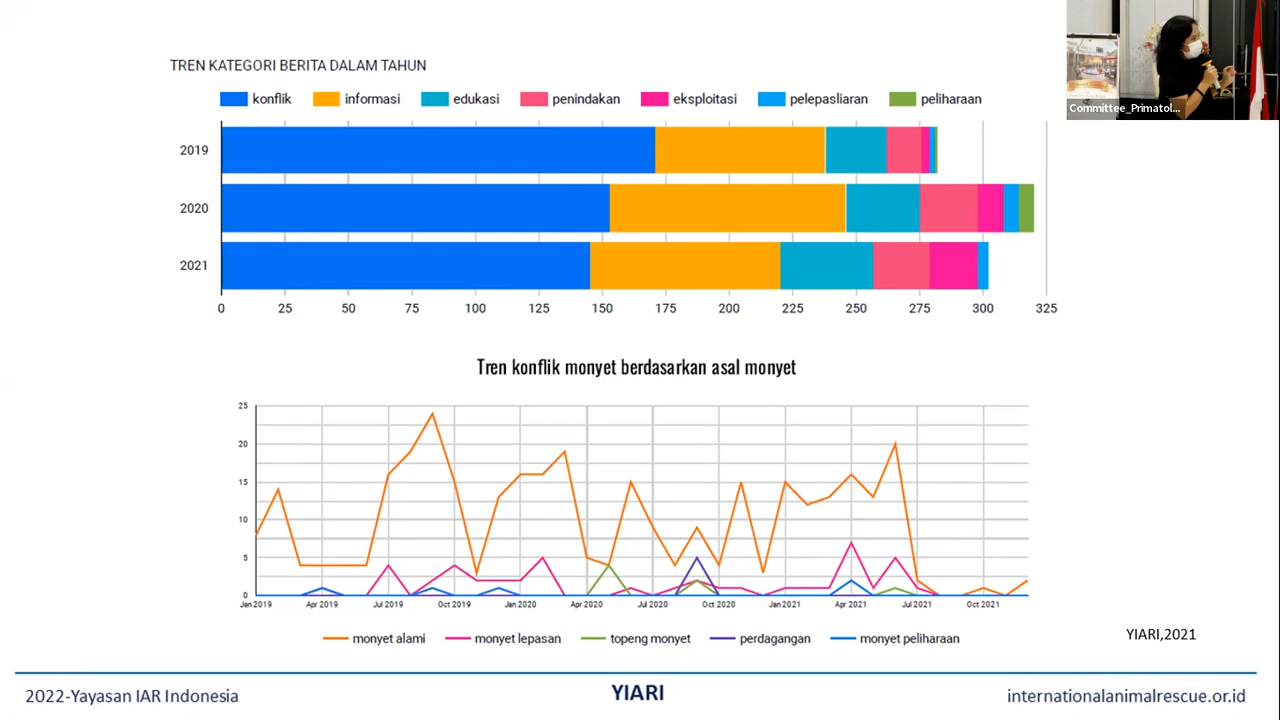 TREN KATEGORI BERITA DALAM TAHUN
konflik informasi edukasi penindakan eksploitasi pelepasliaran peliharaan
2019
2020
2021
0 25 50 75 100 125 150 175 200 225 250 275 300 325
Tren konflik monyet berdasarkan asal monyet
25
20
15
10
5
0
Jan 2019 Apr 2019 Jul 2019 Oct 2019 Jan 2020 Apr 2020 Jul 2020 Oct 2020 Jan 2021 Apr 2021 Jul 2021 Oct 2021
monyet alami monyet lepasan topeng monyet perdagangan monyet peliharaan
YIARI,2021
2022-Yayasan IAR Indonesia YIARI internationalanimalrescue.or.id
Committee_Primatol...